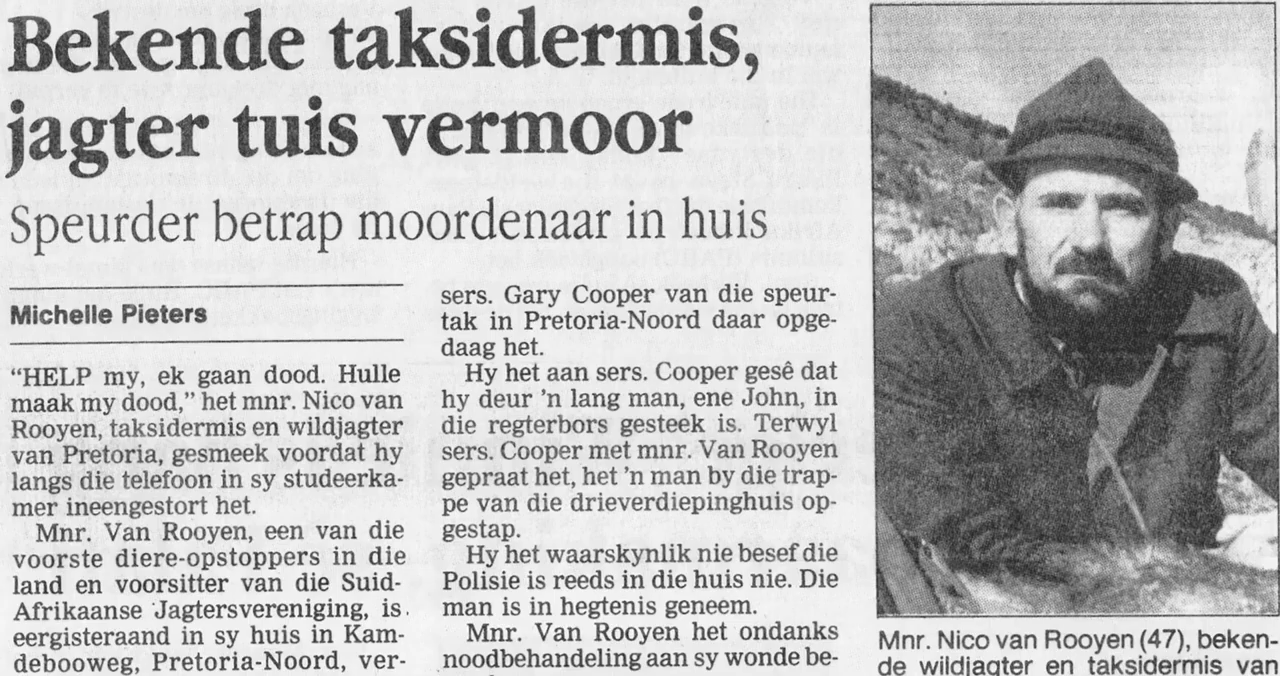 Bekende taksidermis,
jagter tuis vermoor
Speurder betrap moordenaar in huis
Michelle Pieters
"HELP my, ek gaan dood. Hulle
maak my dood," het mnr. Nico van
Rooyen, taksidermis en wildjagter
van Pretoria, gesmeek voordat hy
langs die telefoon in sy studeerka-
mer ineengestort het.
Mnr. Van Rooyen, een van die
voorste diere-opstoppers in die
land en voorsitter van die Suid-
Afrikaanse Jagtersvereniging, is
eergisteraand in sy huis in Kam-
debooweg, Pretoria-Noord, ver-
sers. Gary Cooper van die speur-
tak in Pretoria-Noord daar opge-
daag het.
Hy het aan sers. Cooper gesê dat
hy deur 'n lang man, ene John, in
die regterbors gesteek is. Terwyl
sers. Cooper met mnr. Van Rooyen
gepraat het, het 'n man by die trap-
pe van die drieverdiepinghuis op-
gestap.
Hy het waarskynlik nie besef die
Polisie is reeds in die huis nie. Die
man is in hegtenis geneem.
Mnr. Van Rooyen het ondanks
noodbehandeling aan sy wonde be-
Mnr. Nico van Rooyen (47), beken-
de wildjagter en taksidermis van